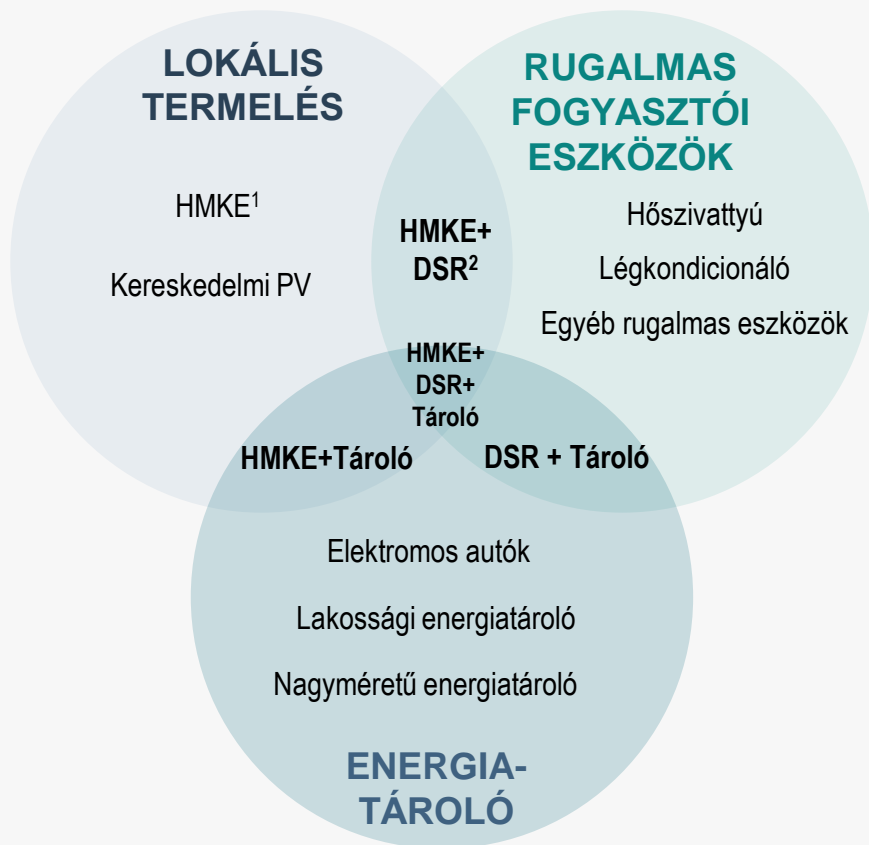 LOKÁLIS
TERMELÉS
HMKE¹
Kereskedelmi PV
RUGALMAS
FOGYASZTÓI
ESZKÖZÖK
Hőszivattyú
Légkondicionáló
Egyéb rugalmas eszközök
HMKE+
DSR²
HMKE+
DSR+
Tároló
HMKE+Tároló
DSR + Tároló
Elektromos autók
Lakossági energiatároló
Nagyméretű energiatároló
ENERGIA-
TÁROLÓ